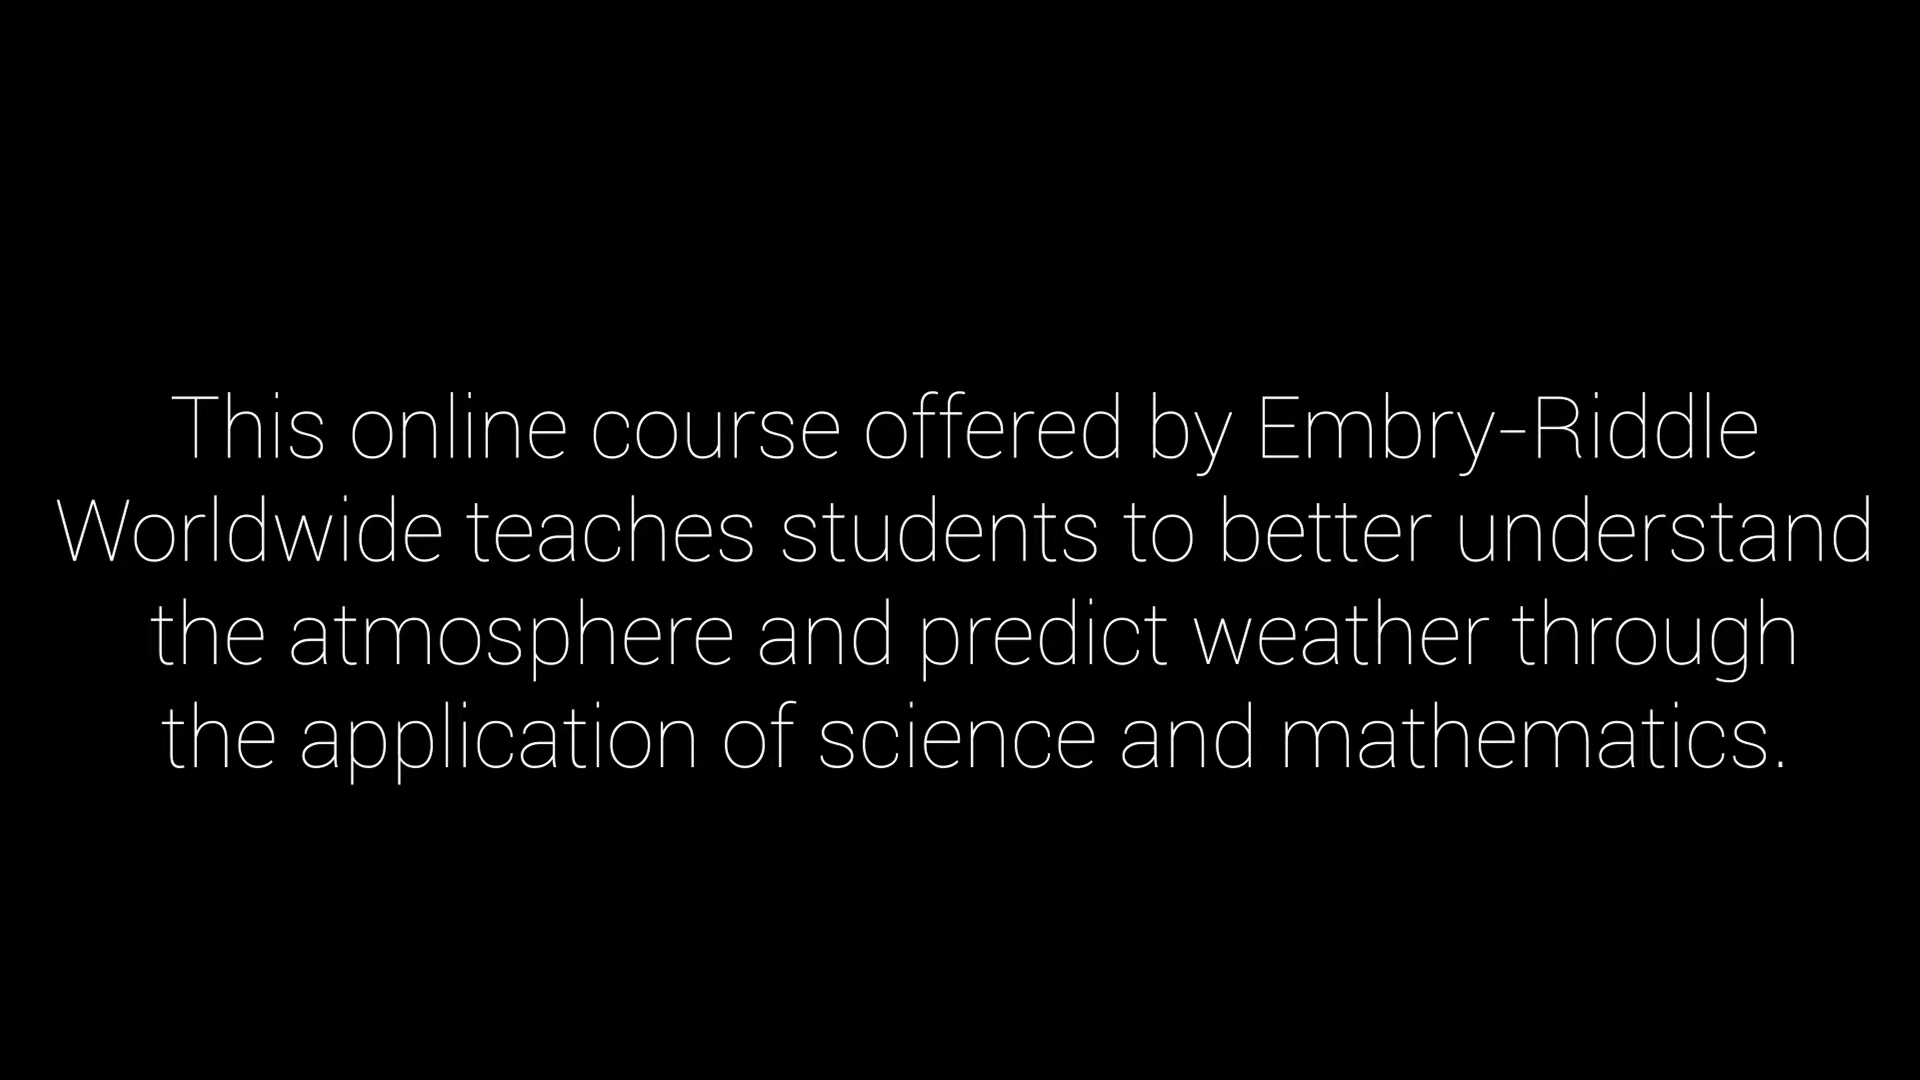 This online course offered by Embry-Riddle
Worldwide teaches students to better understand
the atmosphere and predict weather through
the application of science and mathematics.